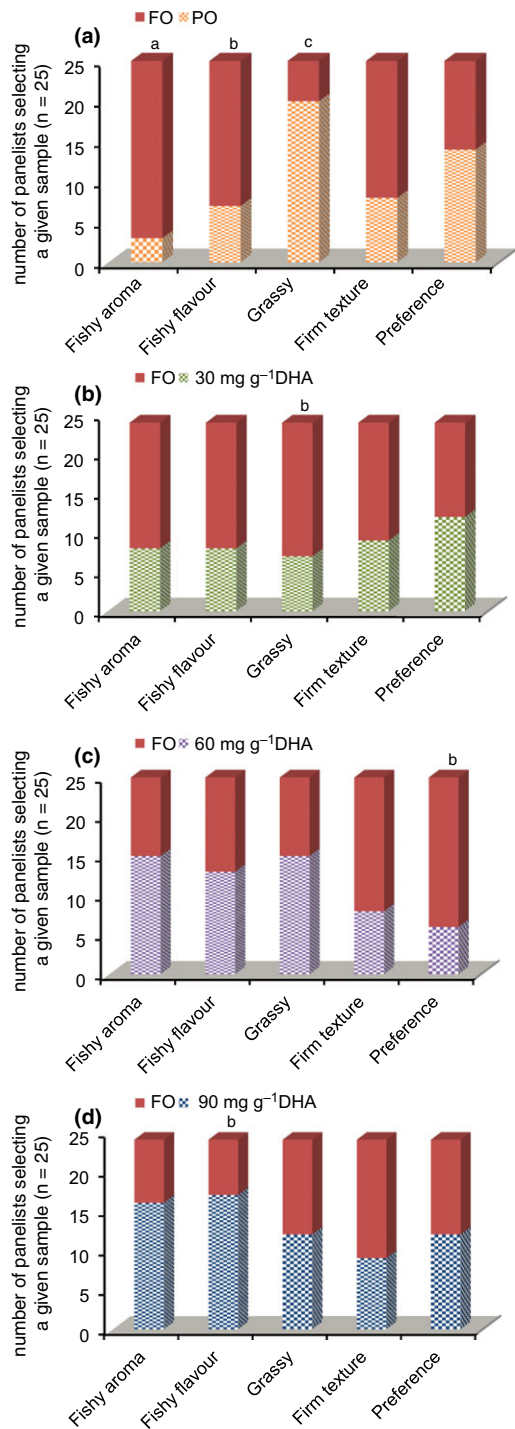 FO PO
(a)
a b c
number of panelists selecting
a given sample (n = 25)
25
20
15
10
5
0
Fishy aroma
Fishy flavour
Grassy
Firm texture
Preference
FO 30 mg g⁻¹DHA
(b)
b
number of panelists selecting
a given sample (n = 25)
25
20
15
10
5
0
Fishy aroma
Fishy flavour
Grassy
Firm texture
Preference
FO 60 mg g⁻¹DHA
(c)
b
number of panelists selecting
a given sample (n = 25)
25
20
15
10
5
0
Fishy aroma
Fishy flavour
Grassy
Firm texture
Preference
FO 90 mg g⁻¹DHA
(d)
b
number of panelists selecting
a given sample (n = 25)
25
20
15
10
5
0
Fishy aroma
Fishy flavour
Grassy
Firm texture
Preference